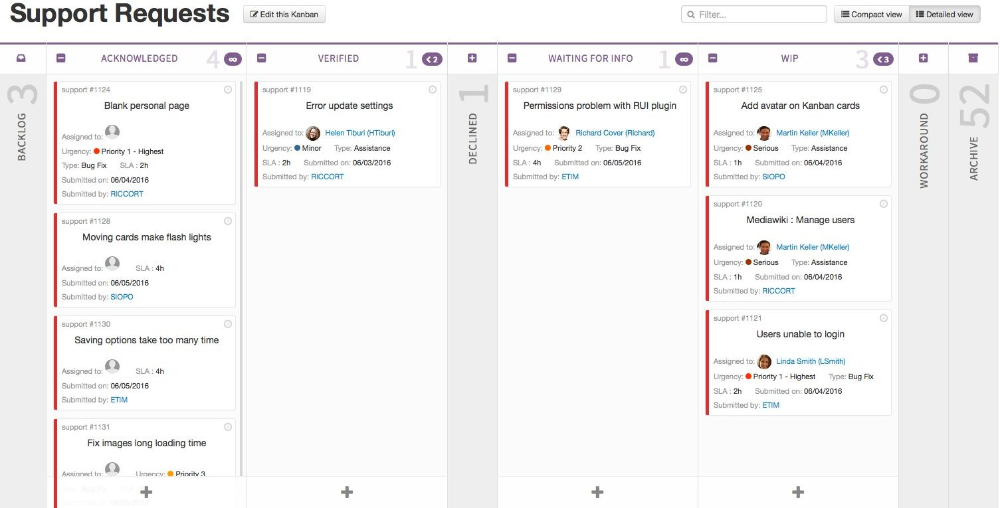 Support Requests
Edit this Kanban
Filter...
Compact view
Detailed view
3
BACKLOG
ACKNOWLEDGED
4
∞
support #1124
Blank personal page
Assigned to:
Urgency: Priority 1 - Highest
Type: Bug Fix SLA : 2h
Submitted on: 06/04/2016
Submitted by: RICCORT
support #1128
Moving cards make flash lights
Assigned to: SLA : 4h
Submitted on: 06/05/2016
Submitted by: SIOPO
support #1130
Saving options take too many time
Assigned to: SLA : 4h
Submitted on: 06/05/2016
Submitted by: ETIM
support #1131
Fix images long loading time
Assigned to: Urgency: Priority 3
Type: Bug Fix SLA :
VERIFIED
1
< 2
support #1119
Error update settings
Assigned to: Helen Tiburi (HTiburi)
Urgency: Minor Type: Assistance
SLA : 2h Submitted on: 06/03/2016
Submitted by: RICCORT
1
DECLINED
WAITING FOR INFO
1
∞
support #1129
Permissions problem with RUI plugin
Assigned to: Richard Cover (Richard)
Urgency: Priority 2 Type: Bug Fix
SLA : 4h Submitted on: 06/05/2016
Submitted by: ETIM
WIP
3
< 3
support #1125
Add avatar on Kanban cards
Assigned to: Martin Keller (MKeller)
Urgency: Serious Type: Assistance
SLA : 1h Submitted on: 06/04/2016
Submitted by: SIOPO
support #1120
Mediawiki : Manage users
Assigned to: Martin Keller (MKeller)
Urgency: Serious Type: Assistance
SLA : 1h Submitted on: 06/04/2016
Submitted by: RICCORT
support #1121
Users unable to login
Assigned to: Linda Smith (LSmith)
Urgency: Priority 1 - Highest Type: Bug Fix
SLA : 2h Submitted on: 06/04/2016
Submitted by: ETIM
0
WORKAROUND
52
ARCHIVE